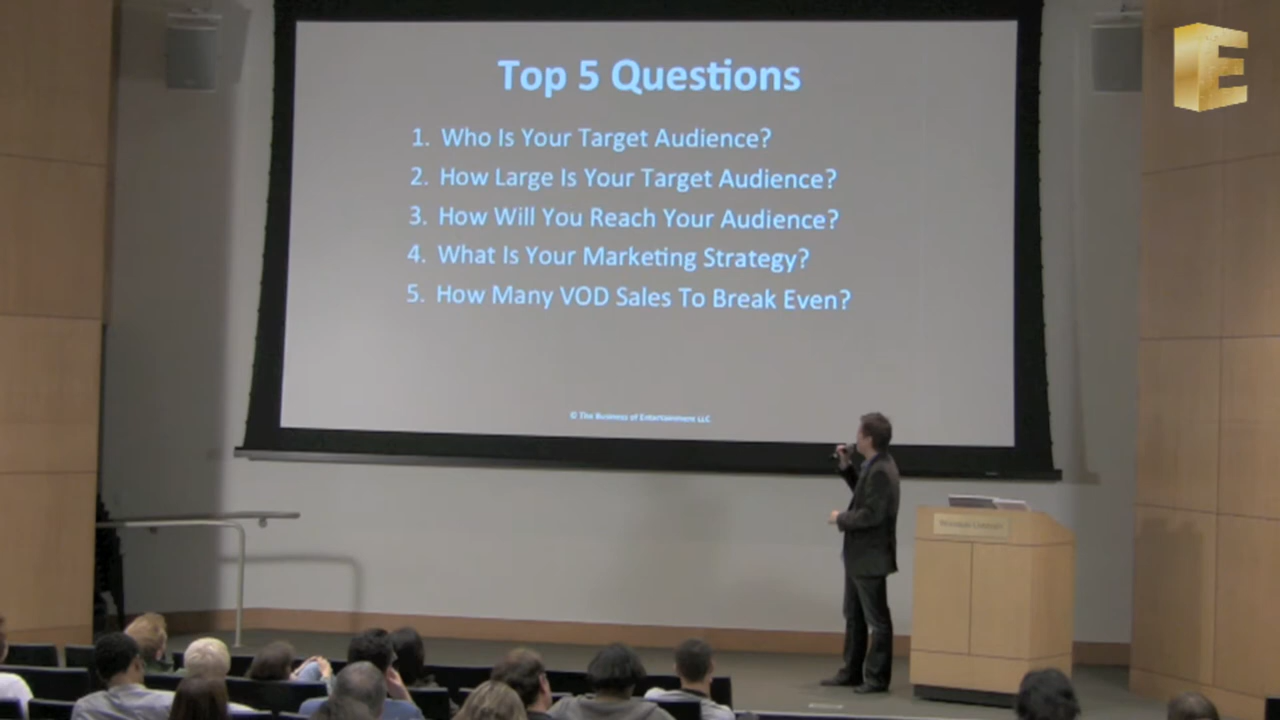 Top 5 Questions
1. Who Is Your Target Audience?
2. How Large Is Your Target Audience?
3. How Will You Reach Your Audience?
4. What Is Your Marketing Strategy?
5. How Many VOD Sales To Break Even?
© The Business of Entertainment LLC
E